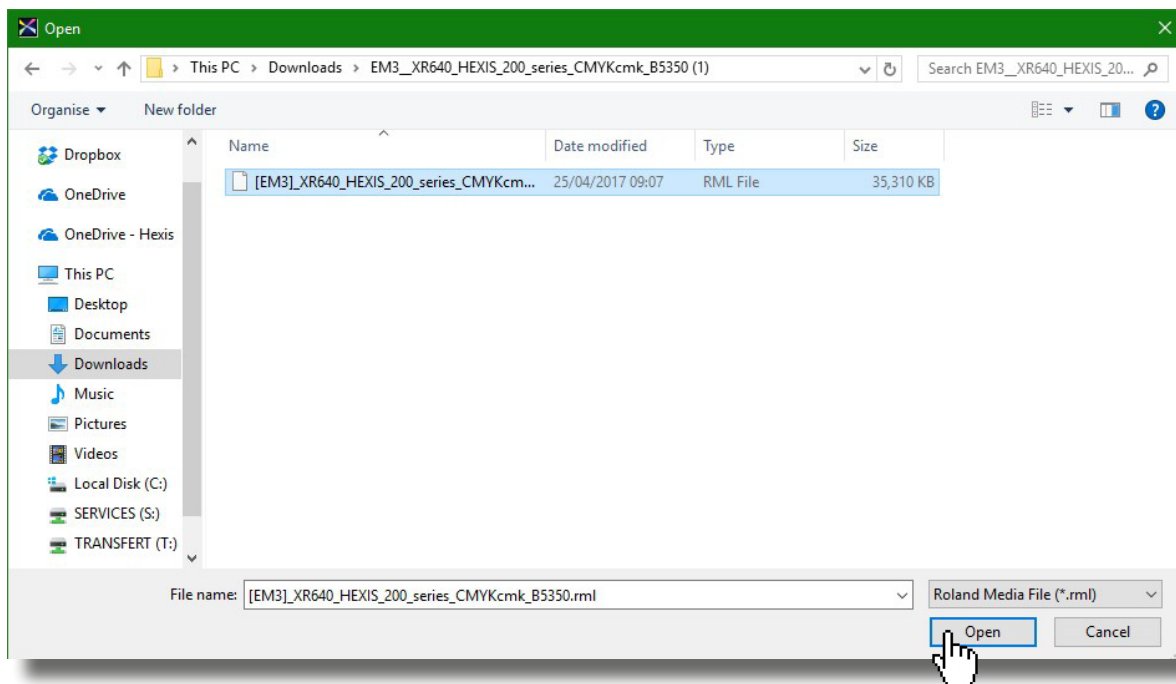 Open
This PC > Downloads > EM3__XR640_HEXIS_200_series_CMYKcmk_B5350 (1)
Search EM3__XR640_HEXIS_20...
Organise
New folder
Name Date modified Type Size
[EM3]_XR640_HEXIS_200_series_CMYKcm... 25/04/2017 09:07 RML File 35,310 KB
Dropbox
OneDrive
OneDrive - Hexis
This PC
Desktop
Documents
Downloads
Music
Pictures
Videos
Local Disk (C:)
SERVICES (S:)
TRANSFERT (T:)
File name: [EM3]_XR640_HEXIS_200_series_CMYKcmk_B5350.rml
Roland Media File (*.rml)
Open Cancel